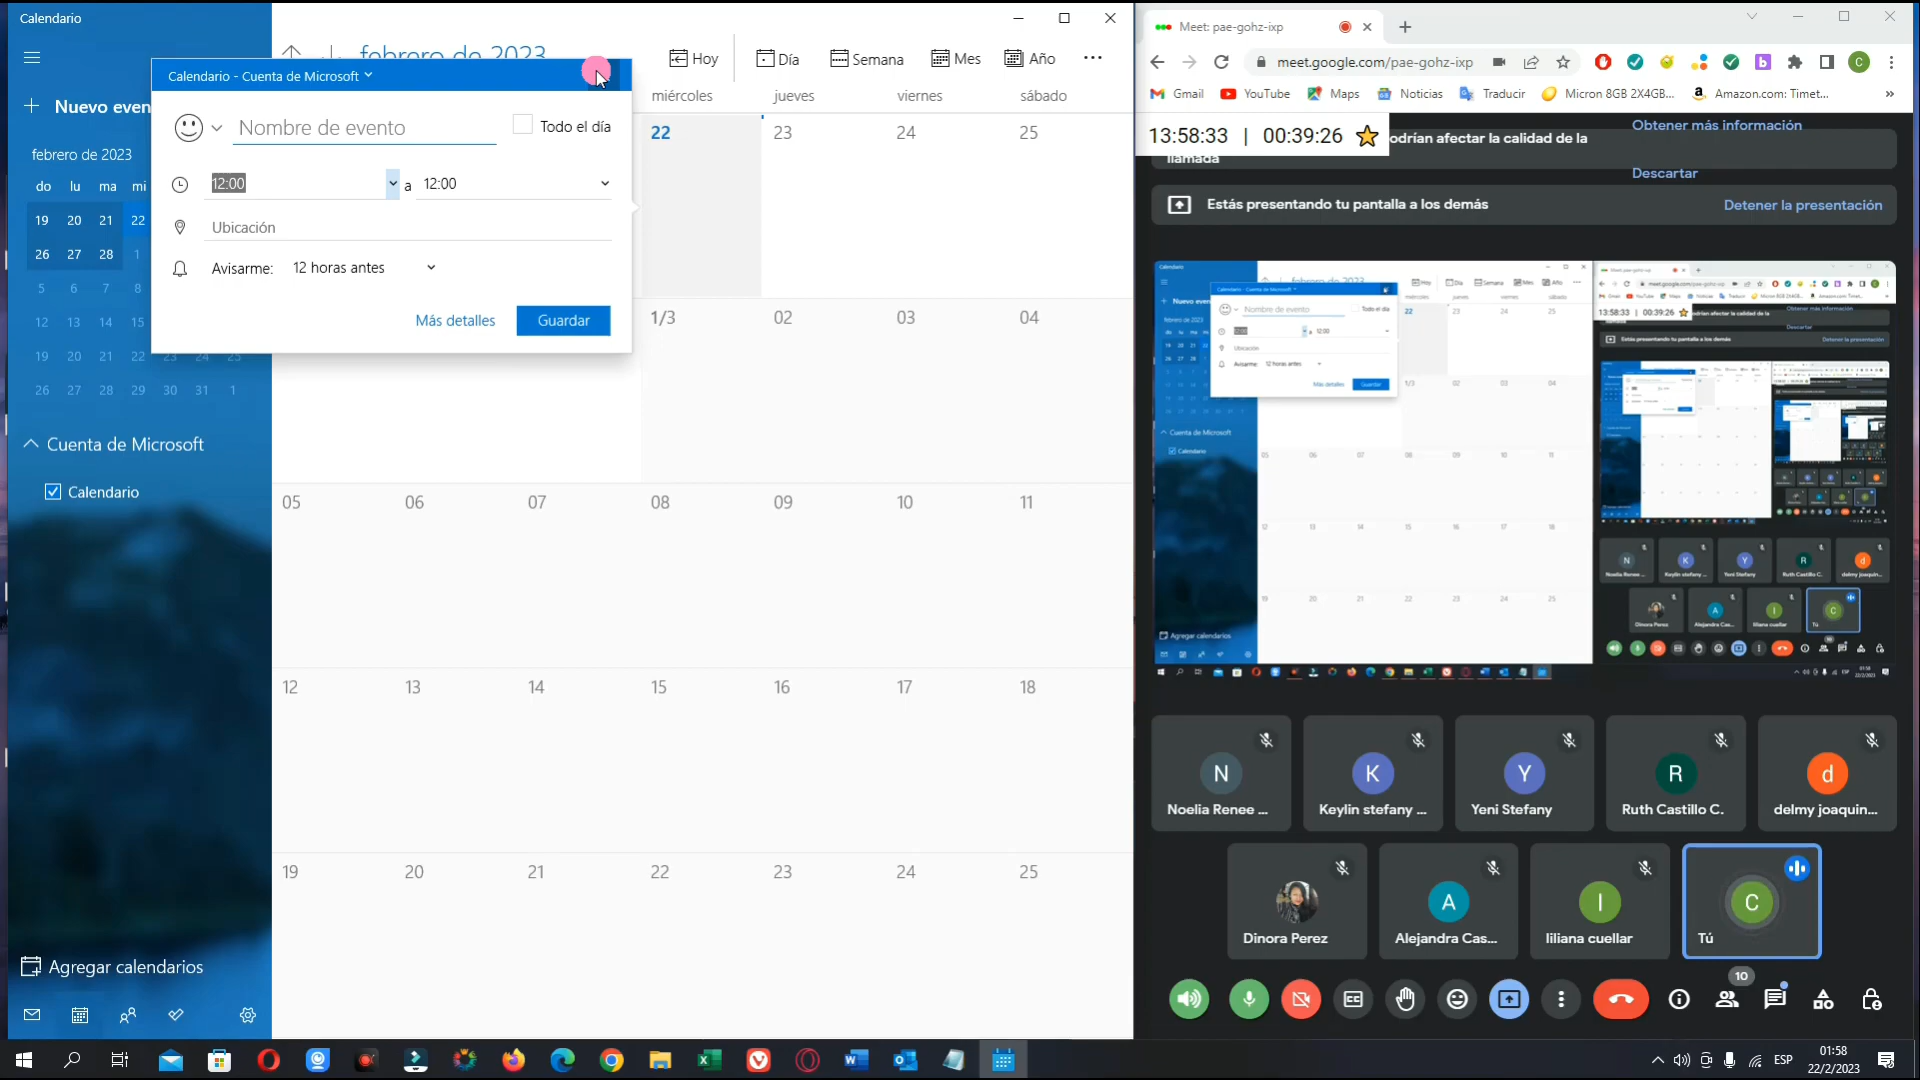 Calendario
febrero de 2023
Hoy
Día
Semana
Mes
Año
Nuevo even
Calendario - Cuenta de Microsoft
Nombre de evento
Todo el día
12:00
a
12:00
Ubicación
Avisarme:
12 horas antes
Más detalles
Guardar
febrero de 2023
do lu ma mi
19 20 21 22
26 27 28 1
5 6 7 8
12 13 14 15
19 20 21 22 23 24 25
26 27 28 29 30 31 1
Cuenta de Microsoft
Calendario
Agregar calendarios
miércoles jueves viernes sábado
22 23 24 25
1/3 02 03 04
05 06 07 08 09 10 11
12 13 14 15 16 17 18
19 20 21 22 23 24 25
Meet: pae-gohz-ixp
meet.google.com/pae-gohz-ixp
C
Gmail
YouTube
Maps
Noticias
Traducir
Micron 8GB 2X4GB...
Amazon.com: Timet...
»
13:58:33 | 00:39:26
Obtener más información
odrían afectar la calidad de la
llamada
Descartar
Estás presentando tu pantalla a los demás
Detener la presentación
N
Noelia Renee ...
K
Keylin stefany ...
Y
Yeni Stefany
R
Ruth Castillo C.
d
delmy joaquin...
Dinora Perez
A
Alejandra Cas...
l
liliana cuellar
C
Tú
10
ESP
01:58
22/2/2023